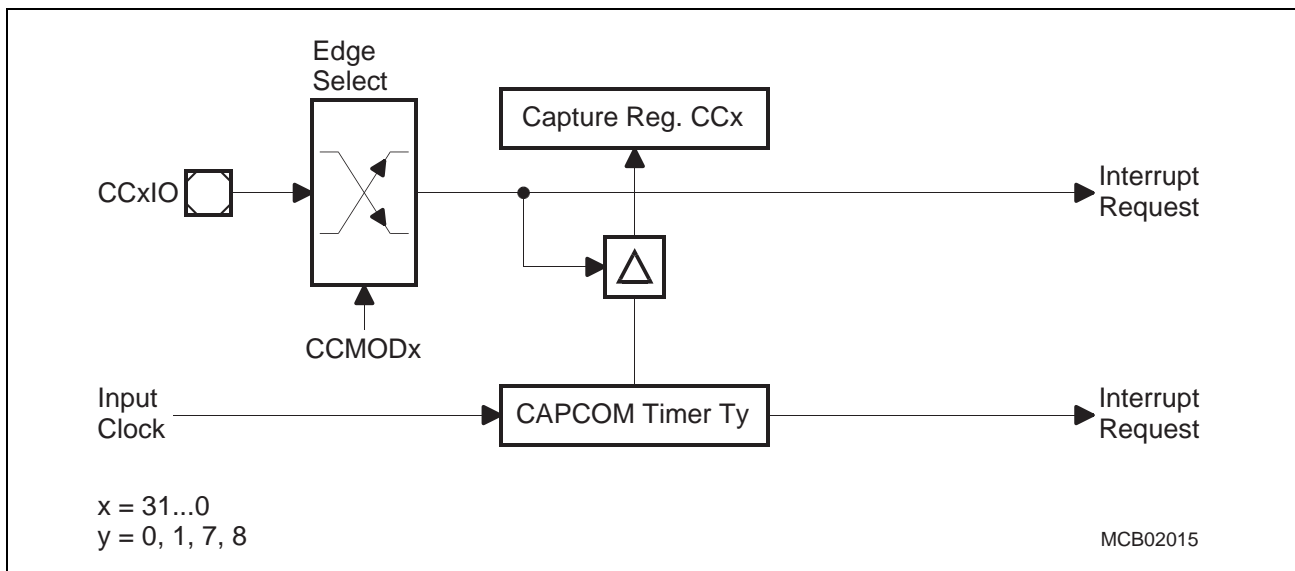 Edge
Select
Capture Reg. CCx
CCxIO
Interrupt
Request
CCMODx
Input
Clock
CAPCOM Timer Ty
Interrupt
Request
x = 31...0
y = 0, 1, 7, 8
MCB02015